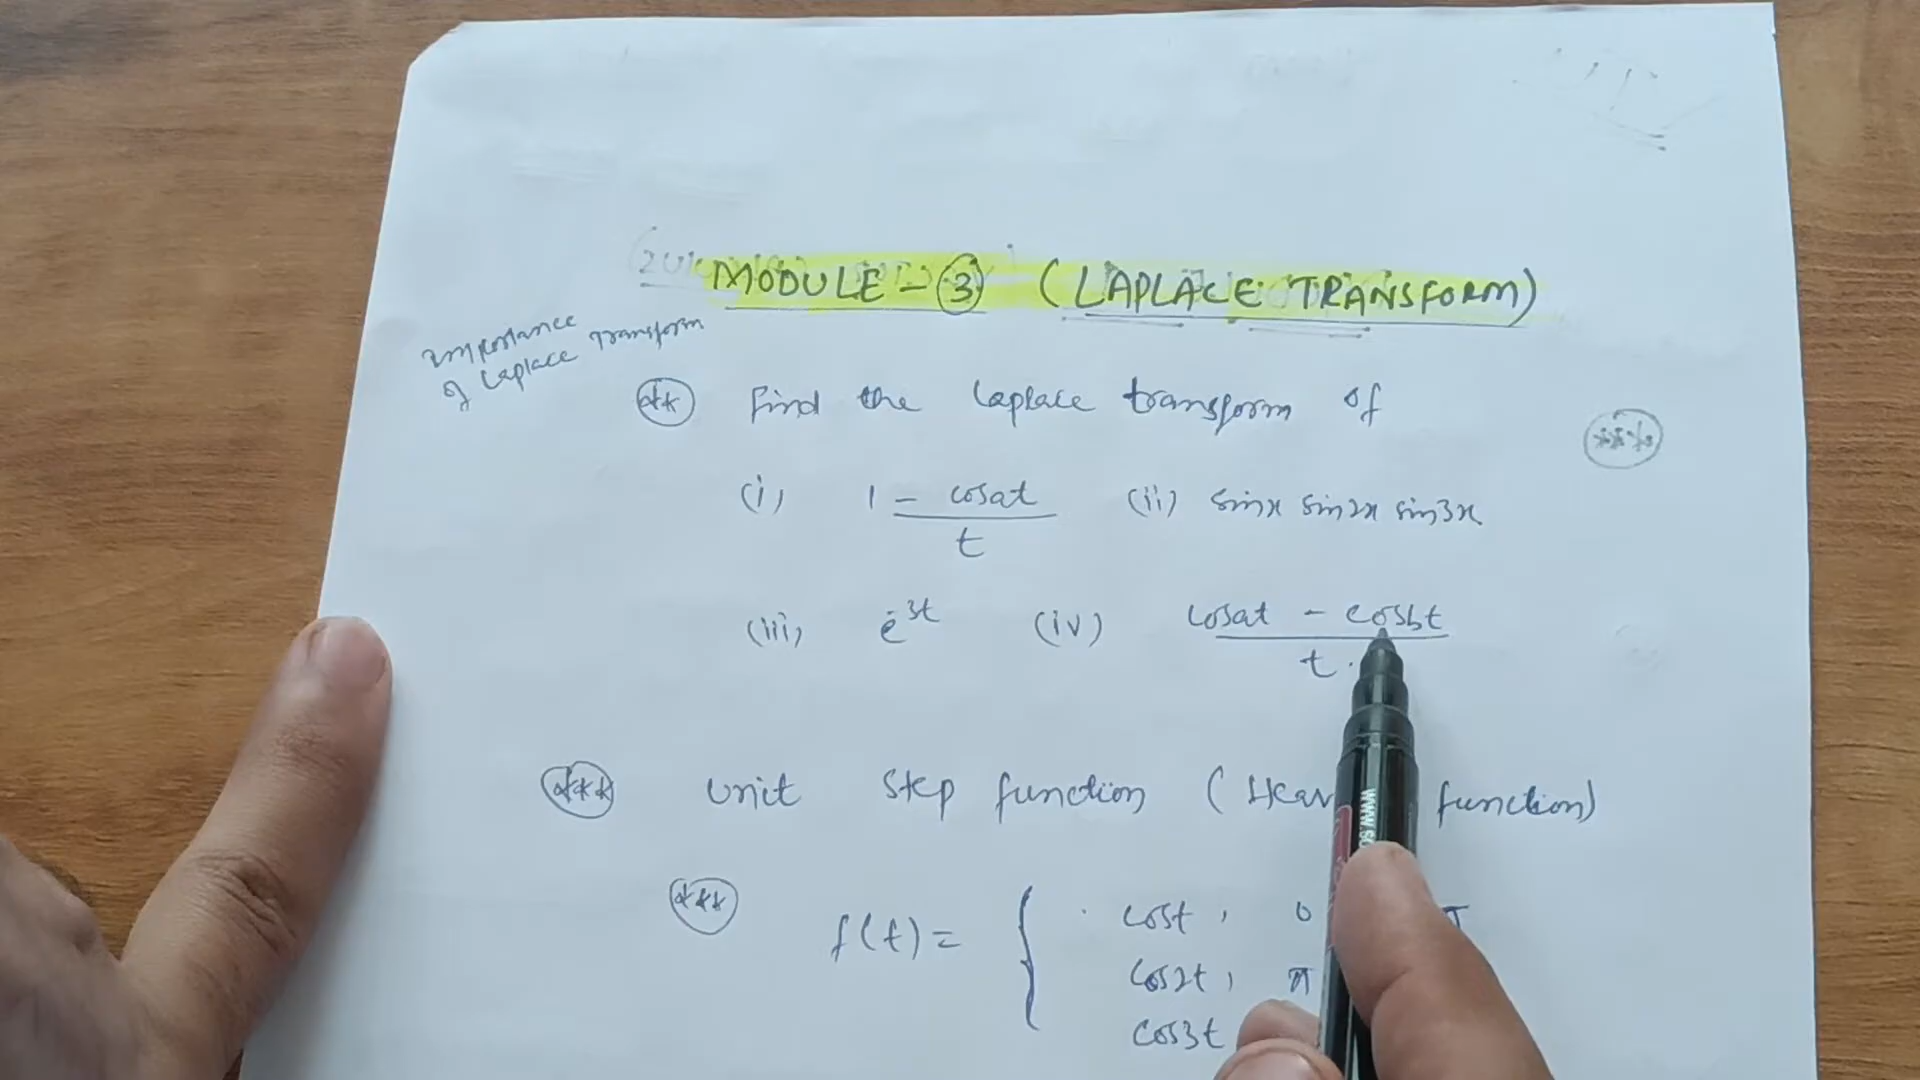 MODULE - 3 (LAPLACE TRANSFORM)
Importance
of Laplace Transform
** Find the Laplace transform of
***
(i) 1 - cosat / t (ii) sinx sin2x sin3x
(iii) e^3t (iv) cosat - cosbt / t
*** Unit Step function ( function)
*** f(t) = { cost, 0 π
cos2t, π
cos3t